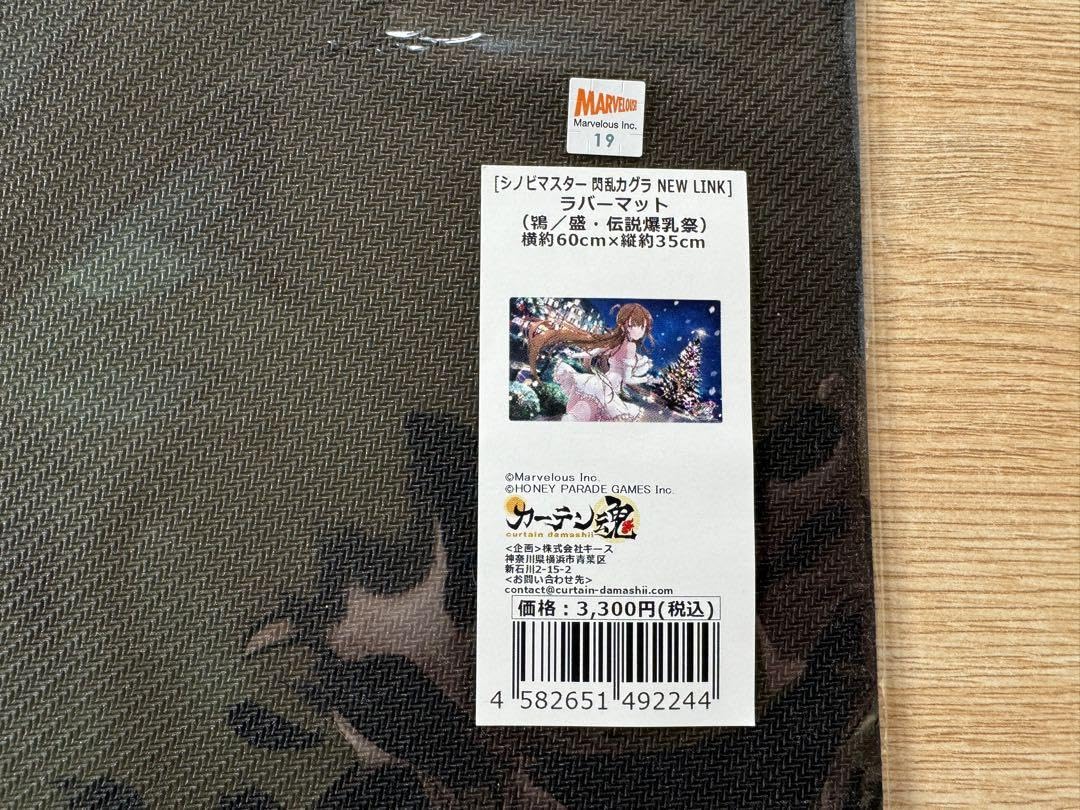 MARVELOUS!
Marvelous Inc.
19
[シノビマスター 閃乱カグラ NEW LINK]
ラバーマット
(鴇/盛・伝説爆乳祭)
横約60cm×縦約35cm
©Marvelous Inc.
©HONEY PARADE GAMES Inc.
カーテン魂
curtain damashii
<企画>株式会社キース
神奈川県横浜市青葉区
新石川2-15-2
<お問い合わせ先>
contact@curtain-damashii.com
価格:3,300円(税込)
4 582651 492244